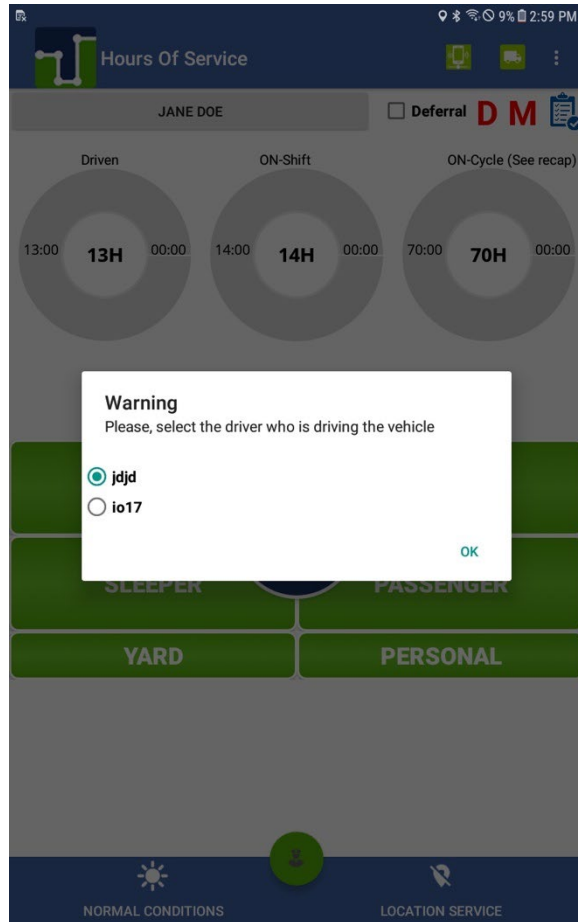 9% 2:59 PM
Hours Of Service
JANE DOE
Deferral D M
Driven ON-Shift ON-Cycle (See recap)
13:00 13H 00:00 14:00 14H 00:00 70:00 70H 00:00
Warning
Please, select the driver who is driving the vehicle
jdjd
io17
OK
SLEEPER PASSENGER
YARD PERSONAL
NORMAL CONDITIONS LOCATION SERVICE